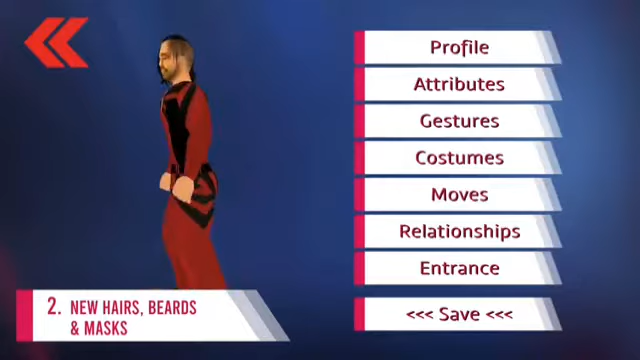 Profile
Attributes
Gestures
Costumes
Moves
Relationships
Entrance
<<< Save <<<
2. NEW HAIRS, BEARDS
& MASKS